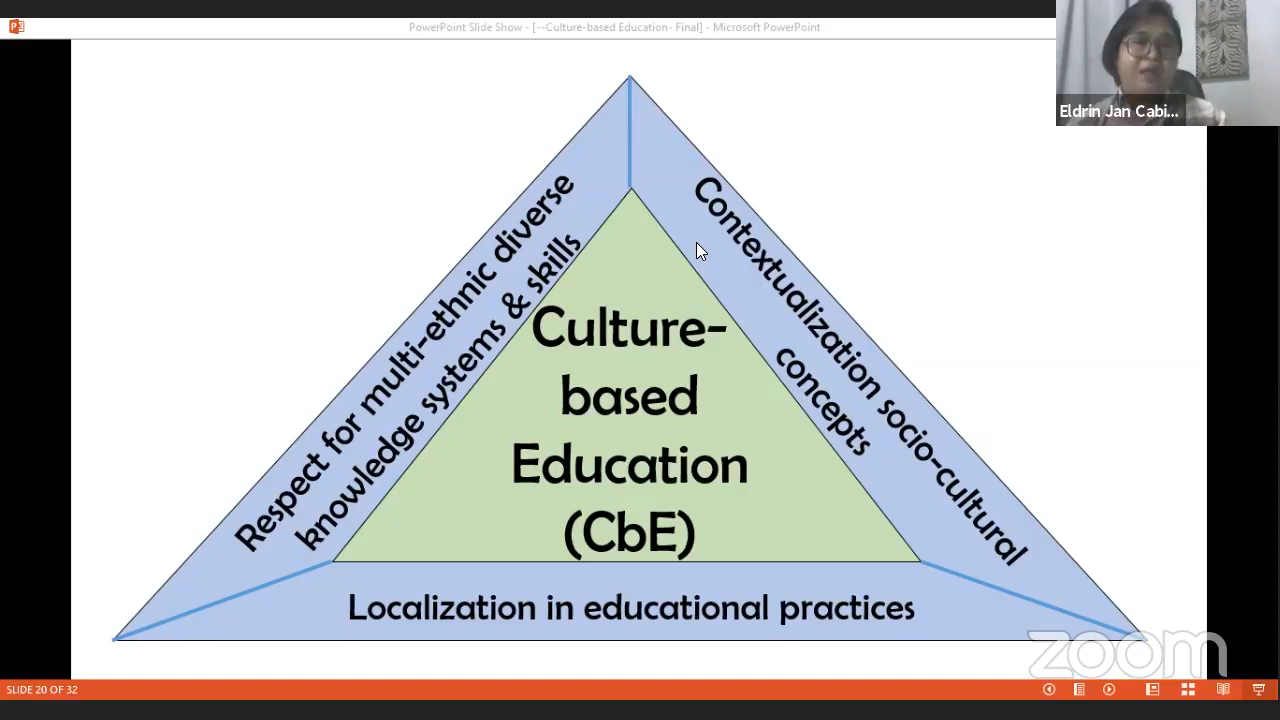 PowerPoint Slide Show - [--Culture-based Education- Final] - Microsoft PowerPoint
Eldrin Jan Cabi...
Respect for multi-ethnic diverse
knowledge systems & skills
Contextualization socio-cultural
concepts
Culture-
based
Education
(CbE)
Localization in educational practices
zoom
SLIDE 20 OF 32